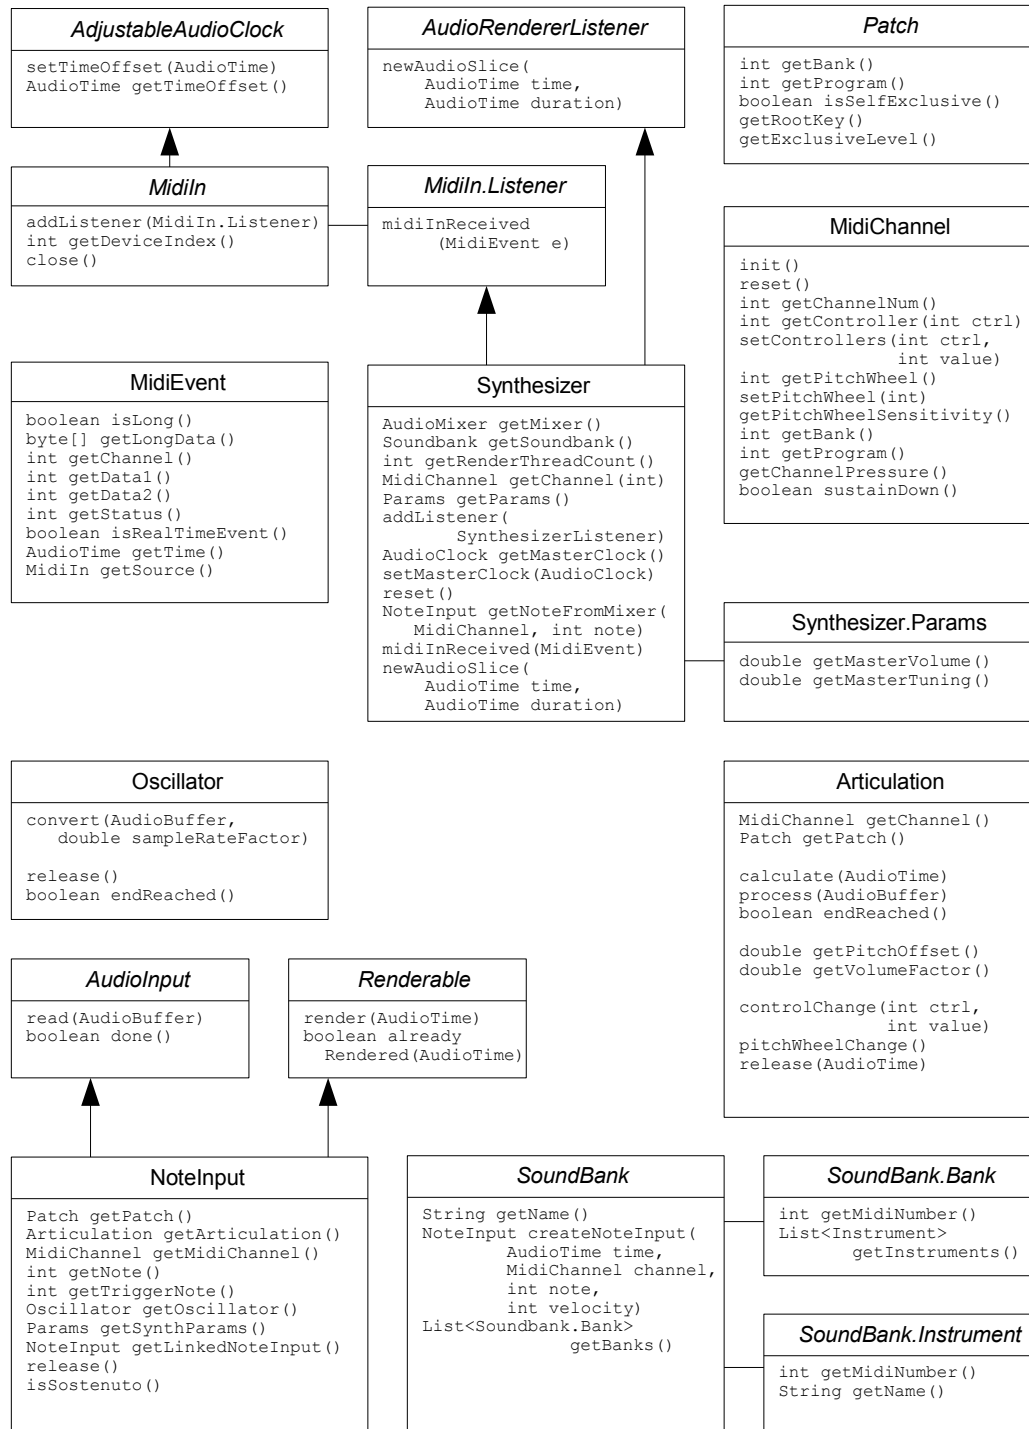 AdjustableAudioClock
setTimeOffset(AudioTime)
AudioTime getTimeOffset()
AudioRendererListener
newAudioSlice(
AudioTime time,
AudioTime duration)
Patch
int getBank()
int getProgram()
boolean isSelfExclusive()
getRootKey()
getExclusiveLevel()
MidiIn
addListener(MidiIn.Listener)
int getDeviceIndex()
close()
MidiIn.Listener
midiInReceived
(MidiEvent e)
MidiChannel
init()
reset()
int getChannelNum()
int getController(int ctrl)
setControllers(int ctrl,
int value)
int getPitchWheel()
setPitchWheel(int)
getPitchWheelSensitivity()
int getBank()
int getProgram()
getChannelPressure()
boolean sustainDown()
MidiEvent
boolean isLong()
byte[] getLongData()
int getChannel()
int getData1()
int getData2()
int getStatus()
boolean isRealTimeEvent()
AudioTime getTime()
MidiIn getSource()
Synthesizer
AudioMixer getMixer()
Soundbank getSoundbank()
int getRenderThreadCount()
MidiChannel getChannel(int)
Params getParams()
addListener(
SynthesizerListener)
AudioClock getMasterClock()
setMasterClock(AudioClock)
reset()
NoteInput getNoteFromMixer(
MidiChannel, int note)
midiInReceived(MidiEvent)
newAudioSlice(
AudioTime time,
AudioTime duration)
Synthesizer.Params
double getMasterVolume()
double getMasterTuning()
Oscillator
convert(AudioBuffer,
double sampleRateFactor)
release()
boolean endReached()
Articulation
MidiChannel getChannel()
Patch getPatch()
calculate(AudioTime)
process(AudioBuffer)
boolean endReached()
double getPitchOffset()
double getVolumeFactor()
controlChange(int ctrl,
int value)
pitchWheelChange()
release(AudioTime)
AudioInput
read(AudioBuffer)
boolean done()
Renderable
render(AudioTime)
boolean already
Rendered(AudioTime)
NoteInput
Patch getPatch()
Articulation getArticulation()
MidiChannel getMidiChannel()
int getNote()
int getTriggerNote()
Oscillator getOscillator()
Params getSynthParams()
NoteInput getLinkedNoteInput()
release()
isSostenuto()
SoundBank
String getName()
NoteInput createNoteInput(
AudioTime time,
MidiChannel channel,
int note,
int velocity)
List<Soundbank.Bank>
getBanks()
SoundBank.Bank
int getMidiNumber()
List<Instrument>
getInstruments()
SoundBank.Instrument
int getMidiNumber()
String getName()